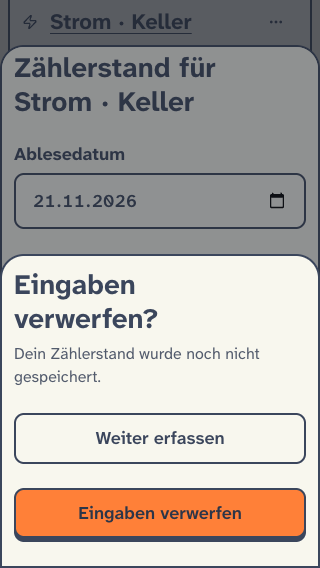 Strom · Keller
Zählerstand für
Strom · Keller
Ablesedatum
21.11.2026
Eingaben
verwerfen?
Dein Zählerstand wurde noch nicht
gespeichert.
Weiter erfassen
Eingaben verwerfen